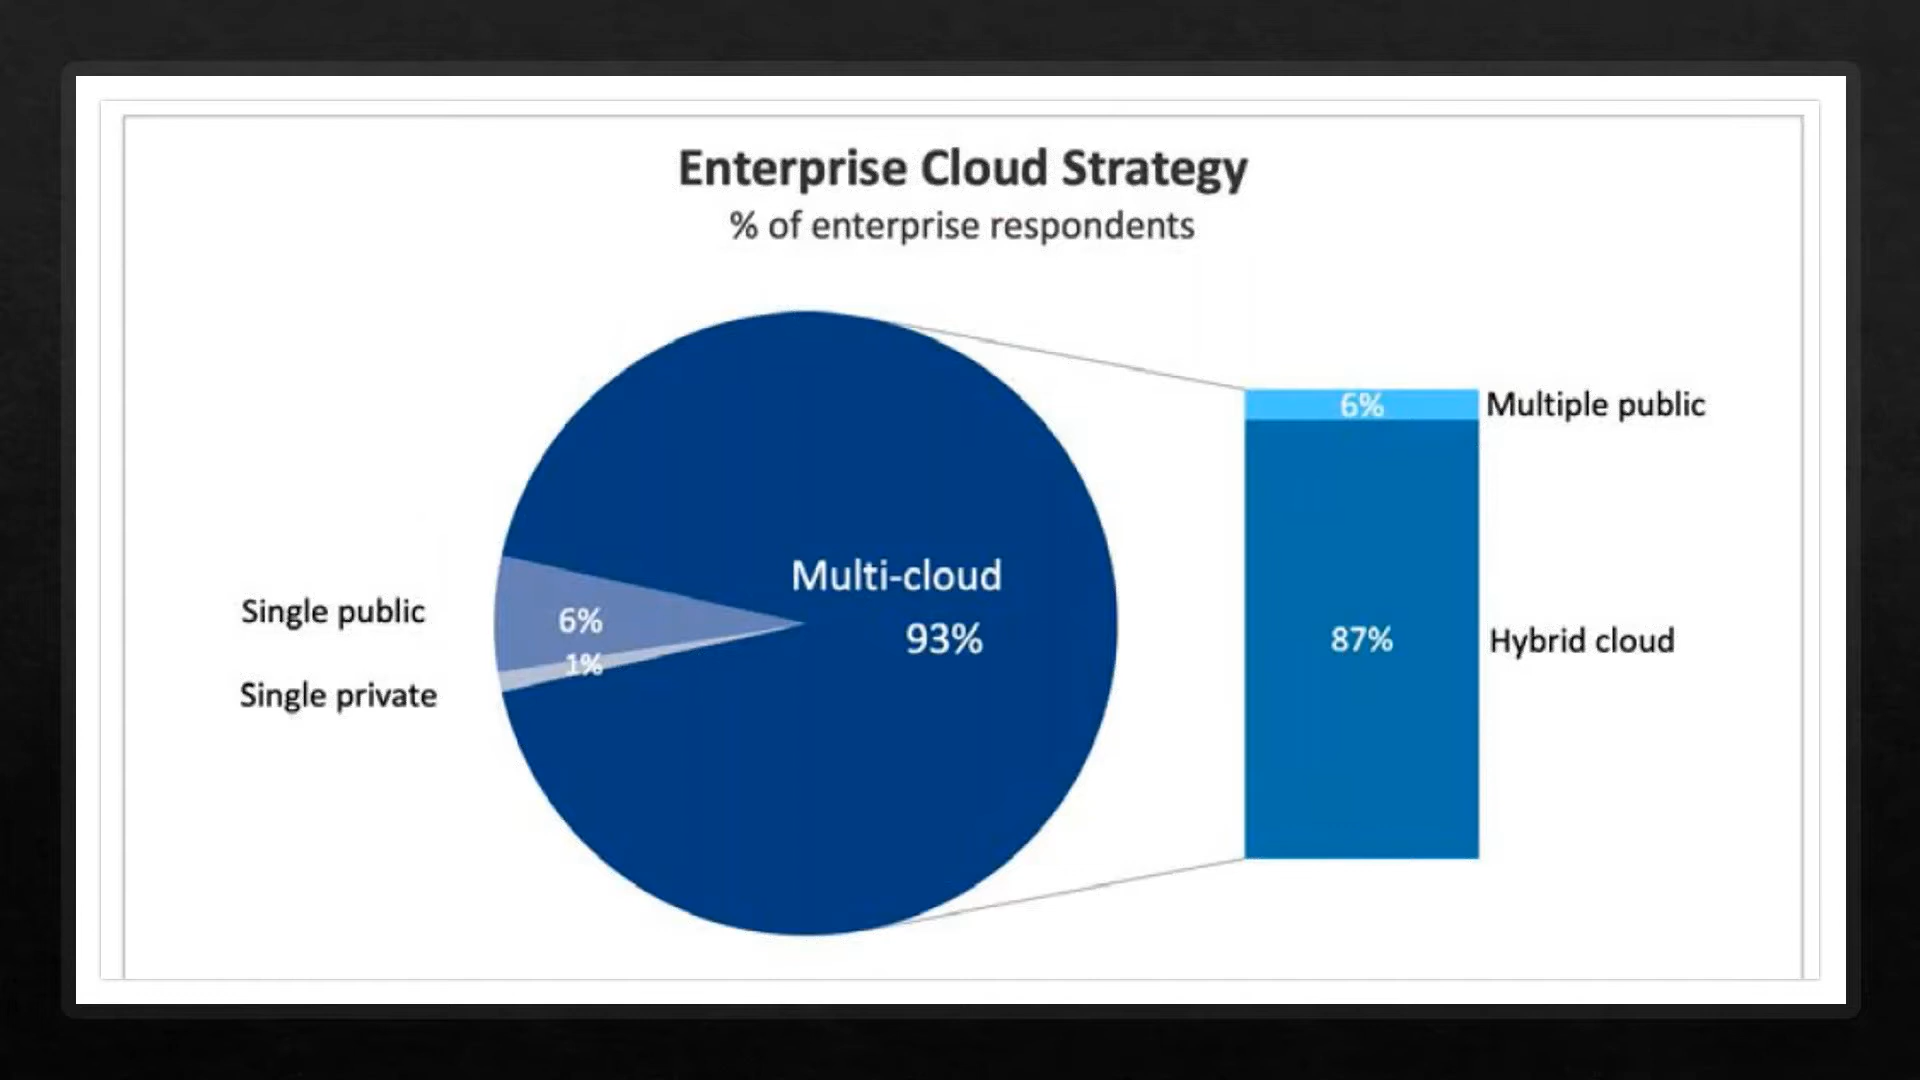 Enterprise Cloud Strategy
% of enterprise respondents
6% Multiple public
Multi-cloud
93%
Single public 6%
1%
Single private
87% Hybrid cloud